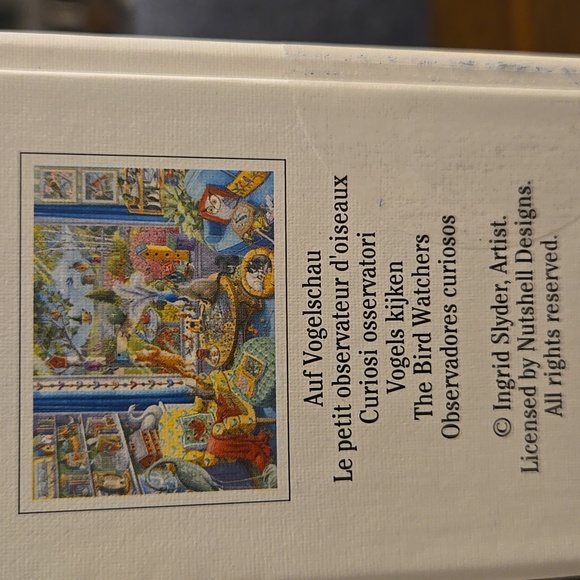 Auf Vogelschau
Le petit observateur d'oiseaux
Curiosi osservatori
Vogels kijken
The Bird Watchers
Observadores curiosos
© Ingrid Slyder, Artist.
Licensed by Nutshell Designs.
All rights reserved.